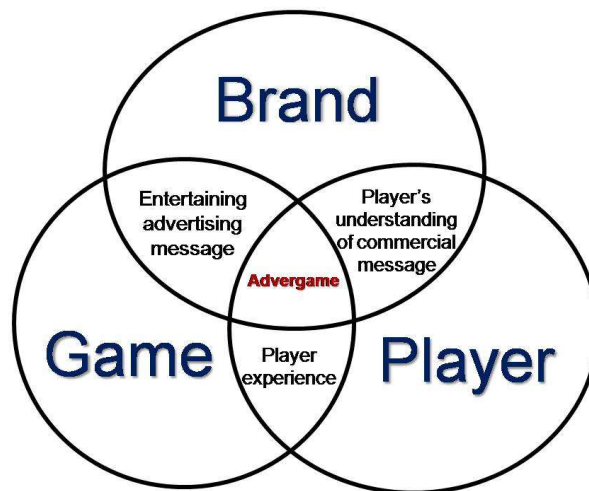 Brand
Entertaining
advertising
message
Player's
understanding
of commercial
message
Advergame
Game
Player
experience
Player